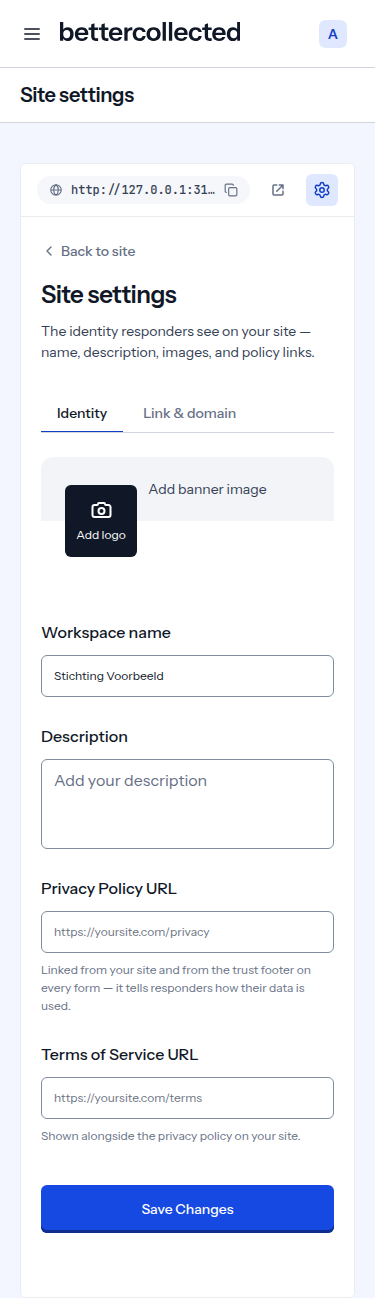 bettercollected
A
Site settings
http://127.0.0.1:31…
Back to site
Site settings
The identity responders see on your site —
name, description, images, and policy links.
Identity
Link & domain
Add banner image
Add logo
Workspace name
Stichting Voorbeeld
Description
Add your description
Privacy Policy URL
https://yoursite.com/privacy
Linked from your site and from the trust footer on
every form — it tells responders how their data is
used.
Terms of Service URL
https://yoursite.com/terms
Shown alongside the privacy policy on your site.
Save Changes